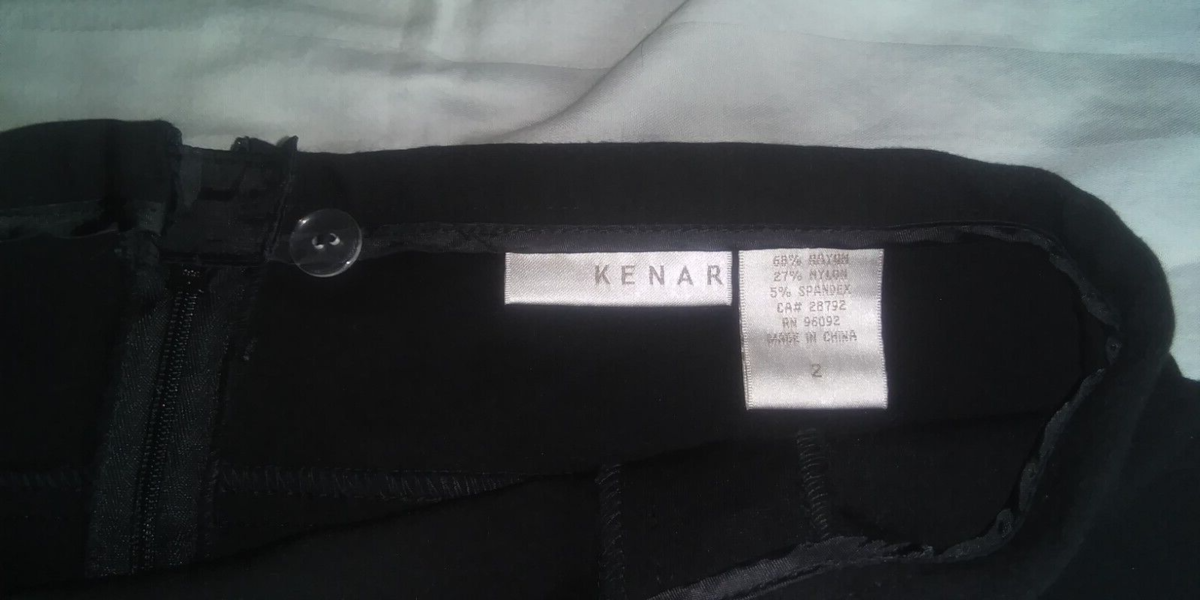 KENAR
68% RAYON
27% NYLON
5% SPANDEX
CA# 28792
RN 96092
MADE IN CHINA
2